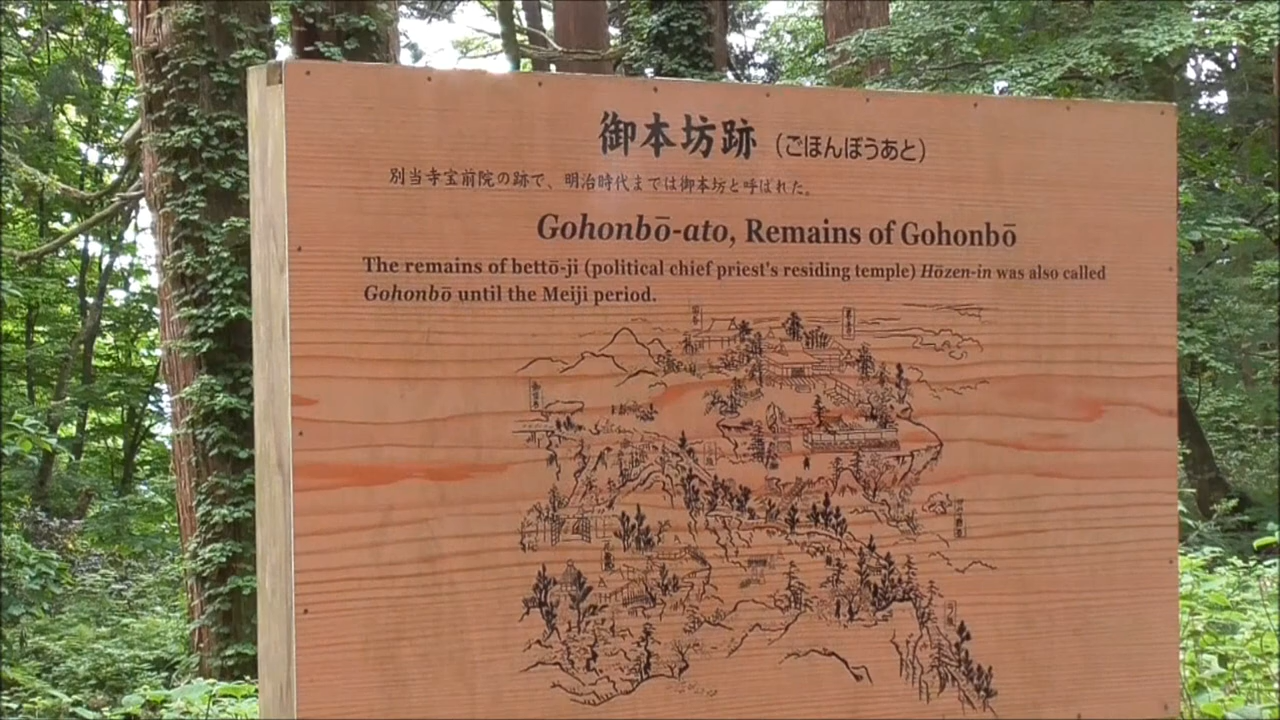 御本坊跡（ごほんぼうあと）
別当寺宝前院の跡で、明治時代までは御本坊と呼ばれた。
Gohonbō-ato, Remains of Gohonbō
The remains of bettō-ji (political chief priest's residing temple) Hōzen-in was also called
Gohonbō until the Meiji period.